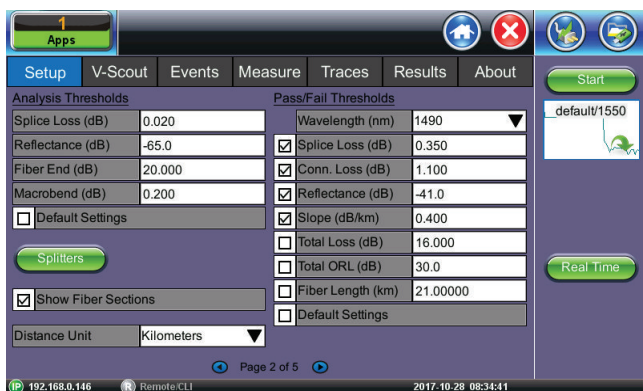 1
Apps
Setup V-Scout Events Measure Traces Results About
Start
Analysis Thresholds
Splice Loss (dB) 0.020
Reflectance (dB) -65.0
Fiber End (dB) 20.000
Macrobend (dB) 0.200
Default Settings
Splitters
Show Fiber Sections
Distance Unit Kilometers
Pass/Fail Thresholds
Wavelength (nm) 1490
Splice Loss (dB) 0.350
Conn. Loss (dB) 1.100
Reflectance (dB) -41.0
Slope (dB/km) 0.400
Total Loss (dB) 16.000
Total ORL (dB) 30.0
Fiber Length (km) 21.00000
Default Settings
default/1550
Real Time
Page 2 of 5
IP 192.168.0.146 R Remote/CLI 2017-10-28 08:34:41